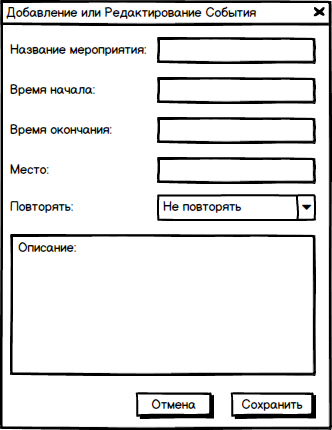 Добавление или Редактирование События
Название мероприятия:
Время начала:
Время окончания:
Место:
Повторять: Не повторять
Описание:
Отмена Сохранить